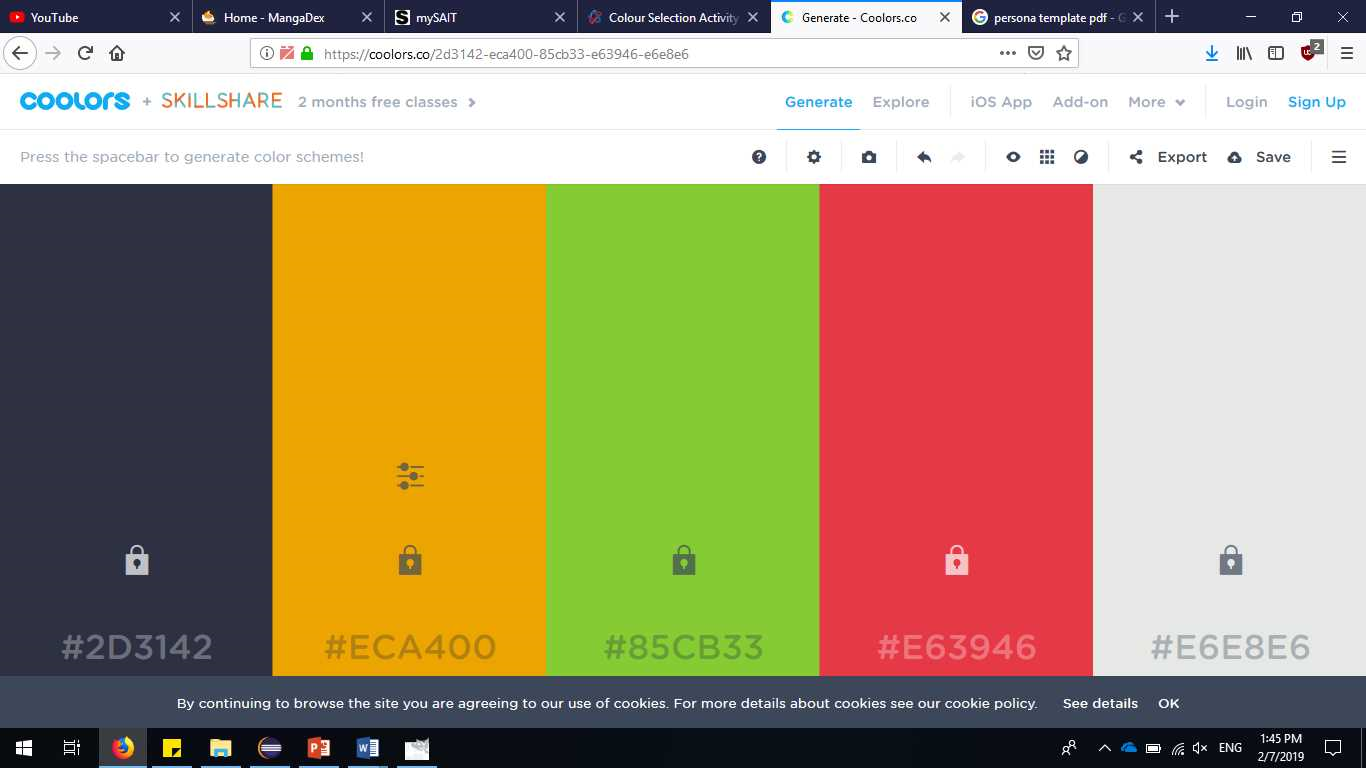 YouTube
Home - MangaDex
mySAIT
Colour Selection Activity
Generate - Coolors.co
persona template pdf - G
https://coolors.co/2d3142-eca400-85cb33-e63946-e6e8e6
2
coolors + SKILLSHARE 2 months free classes
Generate Explore iOS App Add-on More Login Sign Up
Press the spacebar to generate color schemes!
Export Save
#2D3142
#ECA400
#85CB33
#E63946
#E6E8E6
By continuing to browse the site you are agreeing to our use of cookies. For more details about cookies see our cookie policy. See details OK
ENG
1:45 PM
2/7/2019